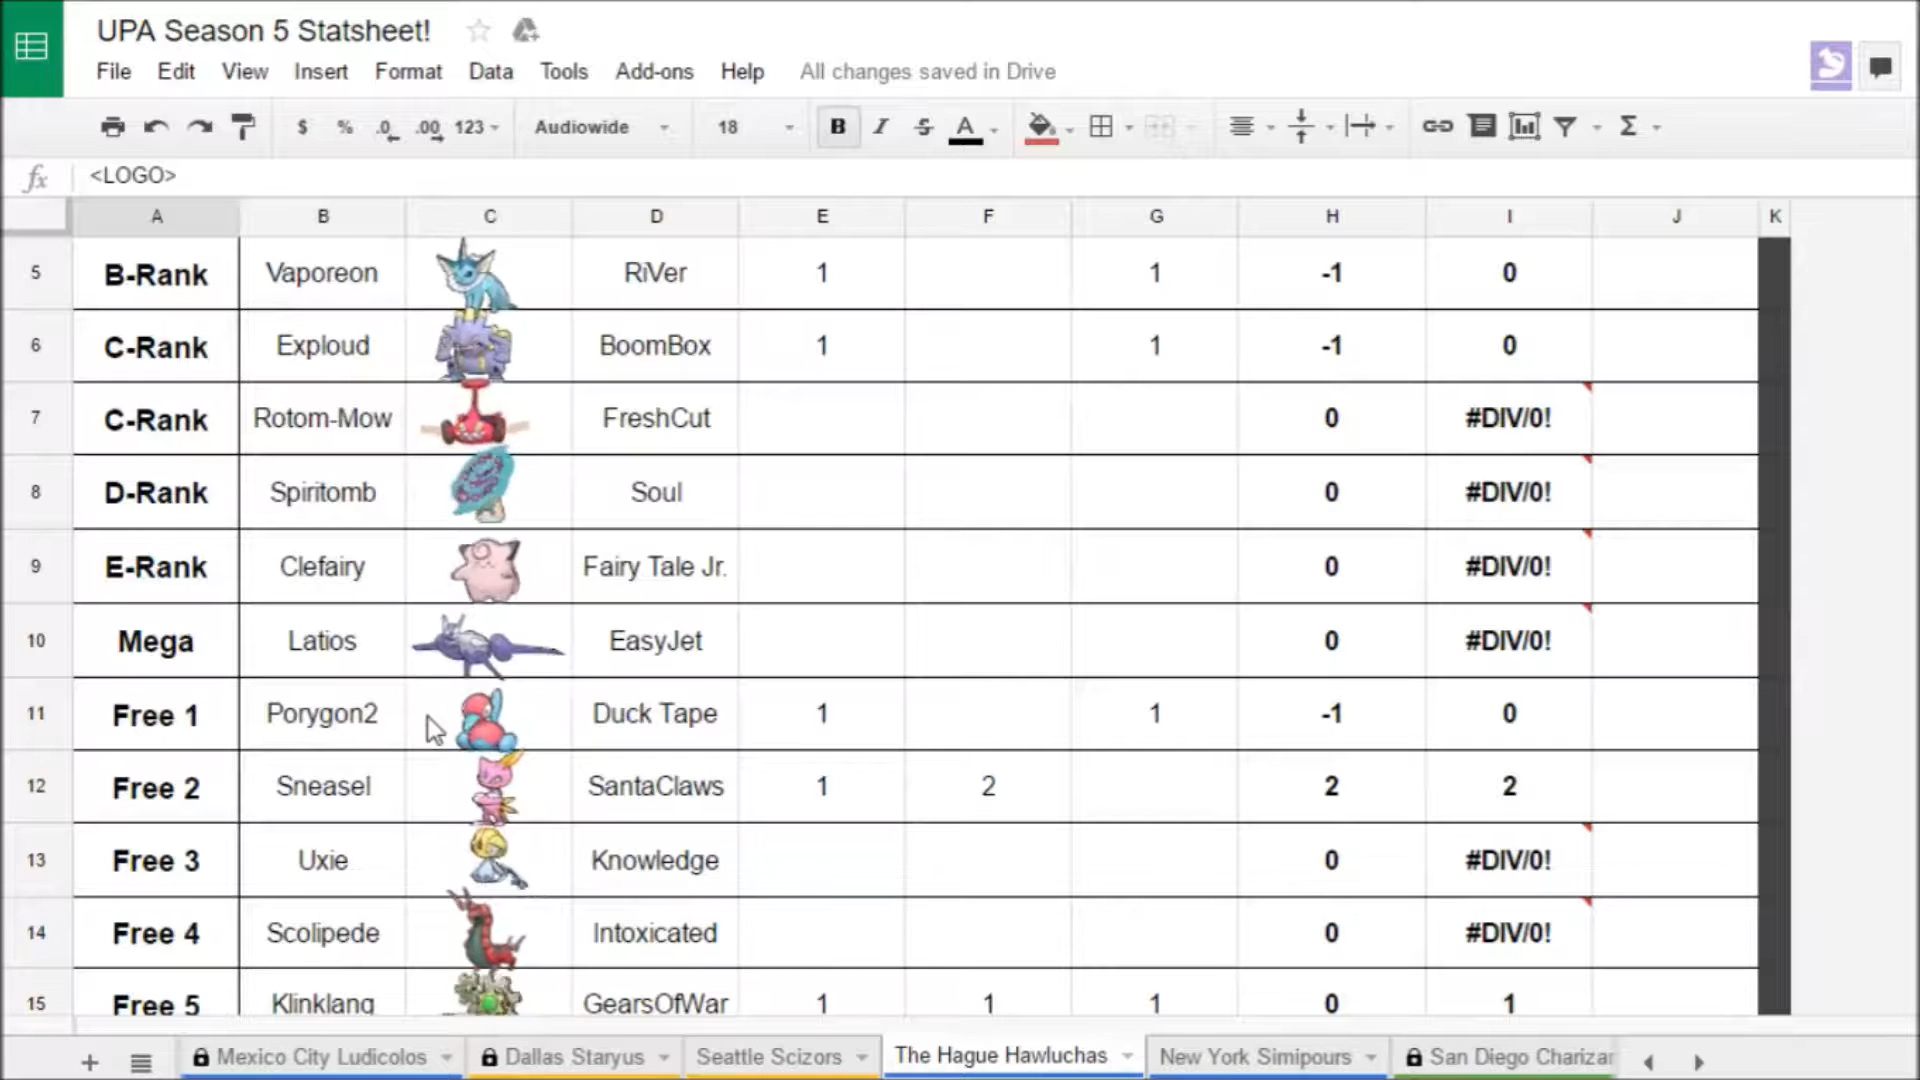 UPA Season 5 Statsheet!
File Edit View Insert Format Data Tools Add-ons Help All changes saved in Drive
$ % .0 .00 123 Audiowide 18 B I S A Σ
fx <LOGO>
A B C D E F G H I J K
5 B-Rank Vaporeon RiVer 1 1 -1 0
6 C-Rank Exploud BoomBox 1 1 -1 0
7 C-Rank Rotom-Mow FreshCut 0 #DIV/0!
8 D-Rank Spiritomb Soul 0 #DIV/0!
9 E-Rank Clefairy Fairy Tale Jr. 0 #DIV/0!
10 Mega Latios EasyJet 0 #DIV/0!
11 Free 1 Porygon2 Duck Tape 1 1 -1 0
12 Free 2 Sneasel SantaClaws 1 2 2 2
13 Free 3 Uxie Knowledge 0 #DIV/0!
14 Free 4 Scolipede Intoxicated 0 #DIV/0!
15 Free 5 Klinklang GearsOfWar 1 1 1 0 1
+ Mexico City Ludicolos Dallas Staryus Seattle Scizors The Hague Hawluchas New York Simipours San Diego Charizar